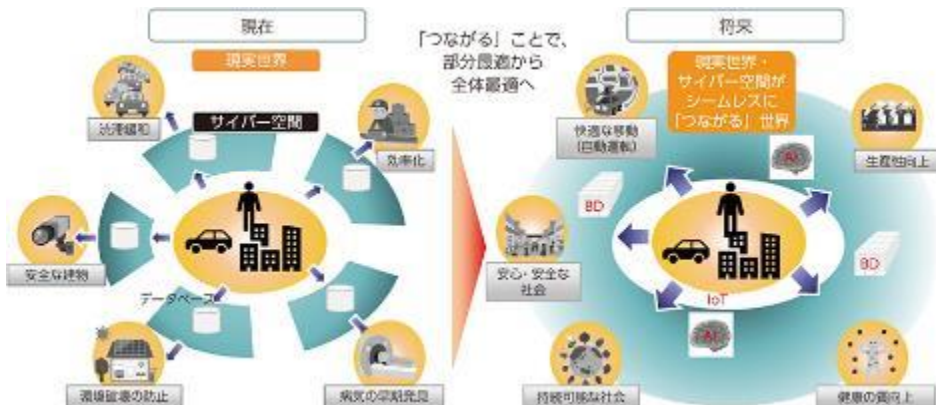 現在
現実世界
サイバー空間
渋滞緩和
効率化
安全な建物
データベース
環境破壊の防止
病気の早期発見
「つながる」ことで、
部分最適から
全体最適へ
将来
現実世界・
サイバー空間が
シームレスに
「つながる」世界
快適な移動
(自動運転)
AI
生産性向上
BD
安心・安全な
社会
BD
IoT
AI
持続可能な社会
健康の質向上